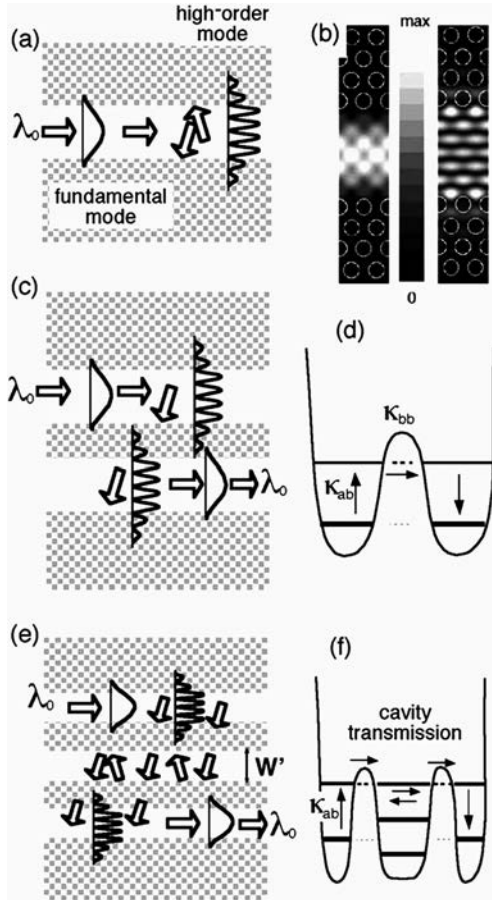 (a)
high-order
mode
λ₀
fundamental
mode
(b)
max
0
(c)
λ₀
λ₀
(d)
κbb
κab
(e)
λ₀
W'
λ₀
(f)
cavity
transmission
κab